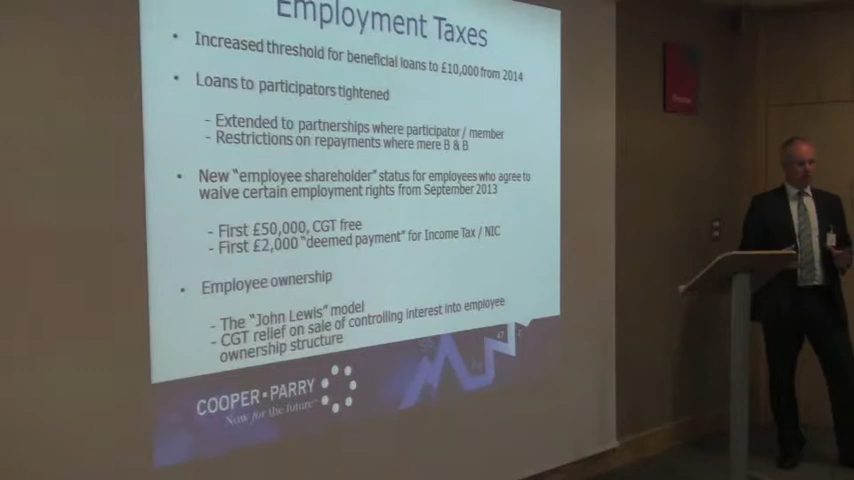 Employment Taxes
• Increased threshold for beneficial loans to £10,000 from 2014
• Loans to participators tightened
- Extended to partnerships where participator / member
- Restrictions on repayments where mere B & B
• New "employee shareholder" status for employees who agree to
waive certain employment rights from September 2013
- First £50,000, CGT free
- First £2,000 "deemed payment" for Income Tax / NIC
• Employee ownership
- The "John Lewis" model
- CGT relief on sale of controlling interest into employee
ownership structure
COOPER•PARRY
Now for the future™